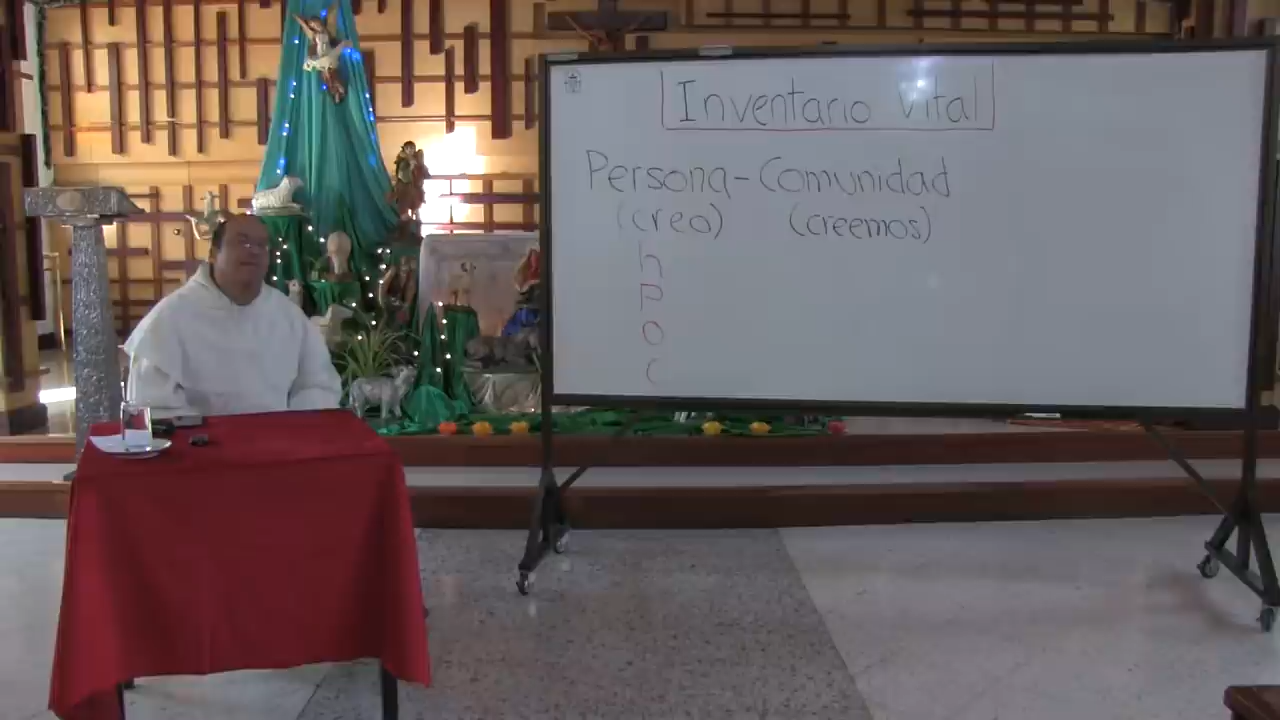 Inventario Vital
Persona - Comunidad
(creo) (creemos)
h
P
O
C